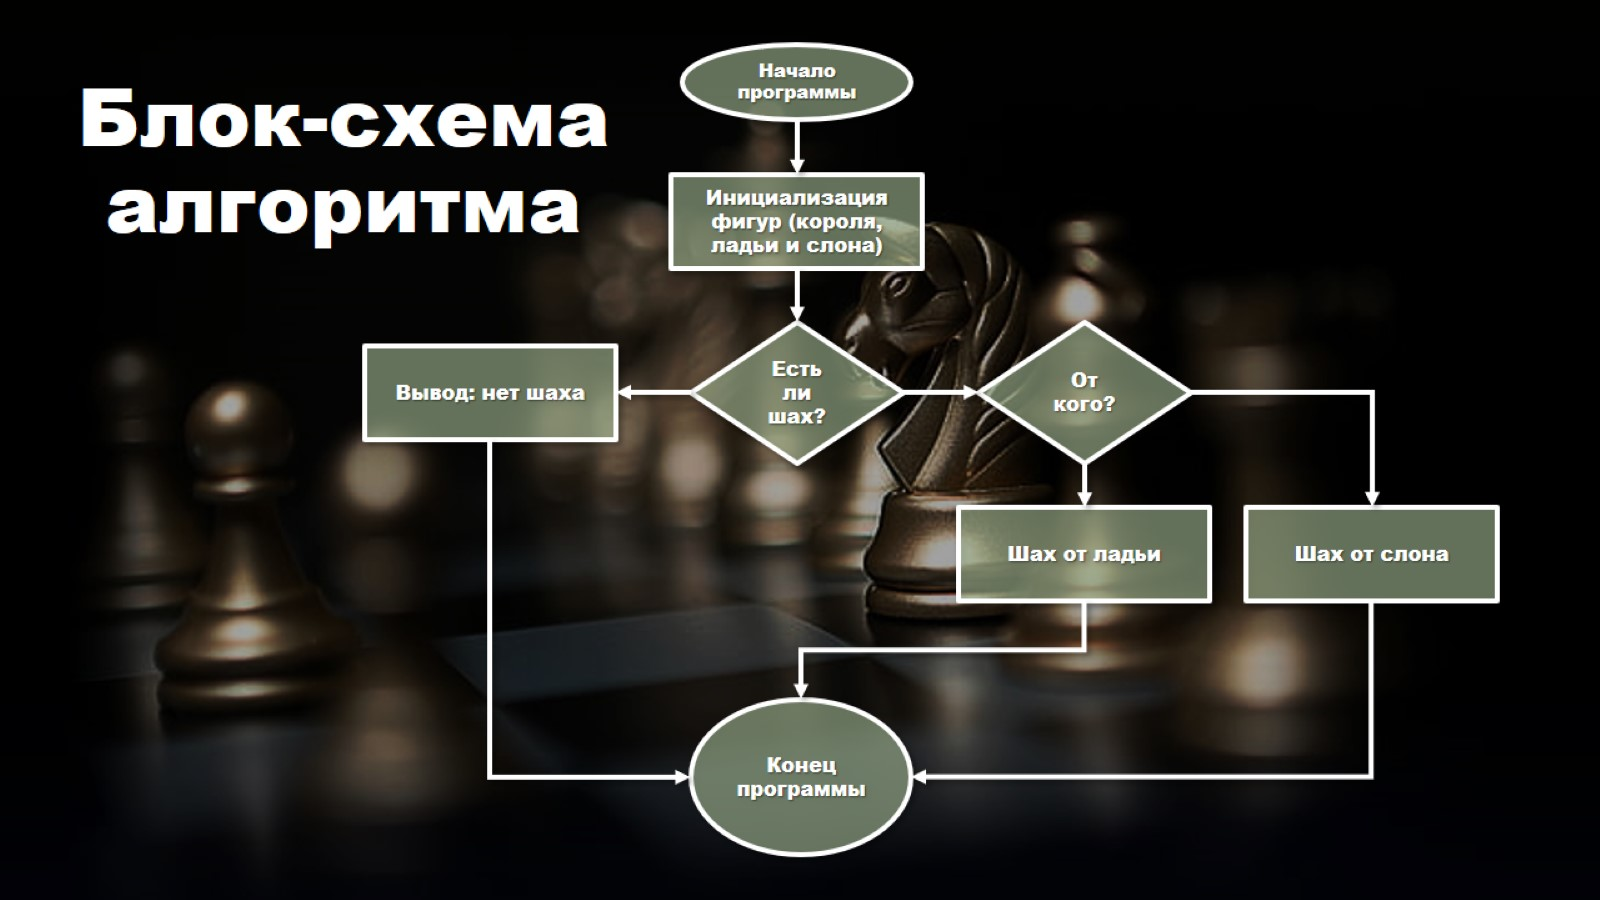 Блок-схема
алгоритма
Начало
программы
Инициализация
фигур (короля,
ладьи и слона)
Вывод: нет шаха
Есть
ли
шах?
От
кого?
Шах от ладьи
Шах от слона
Конец
программы